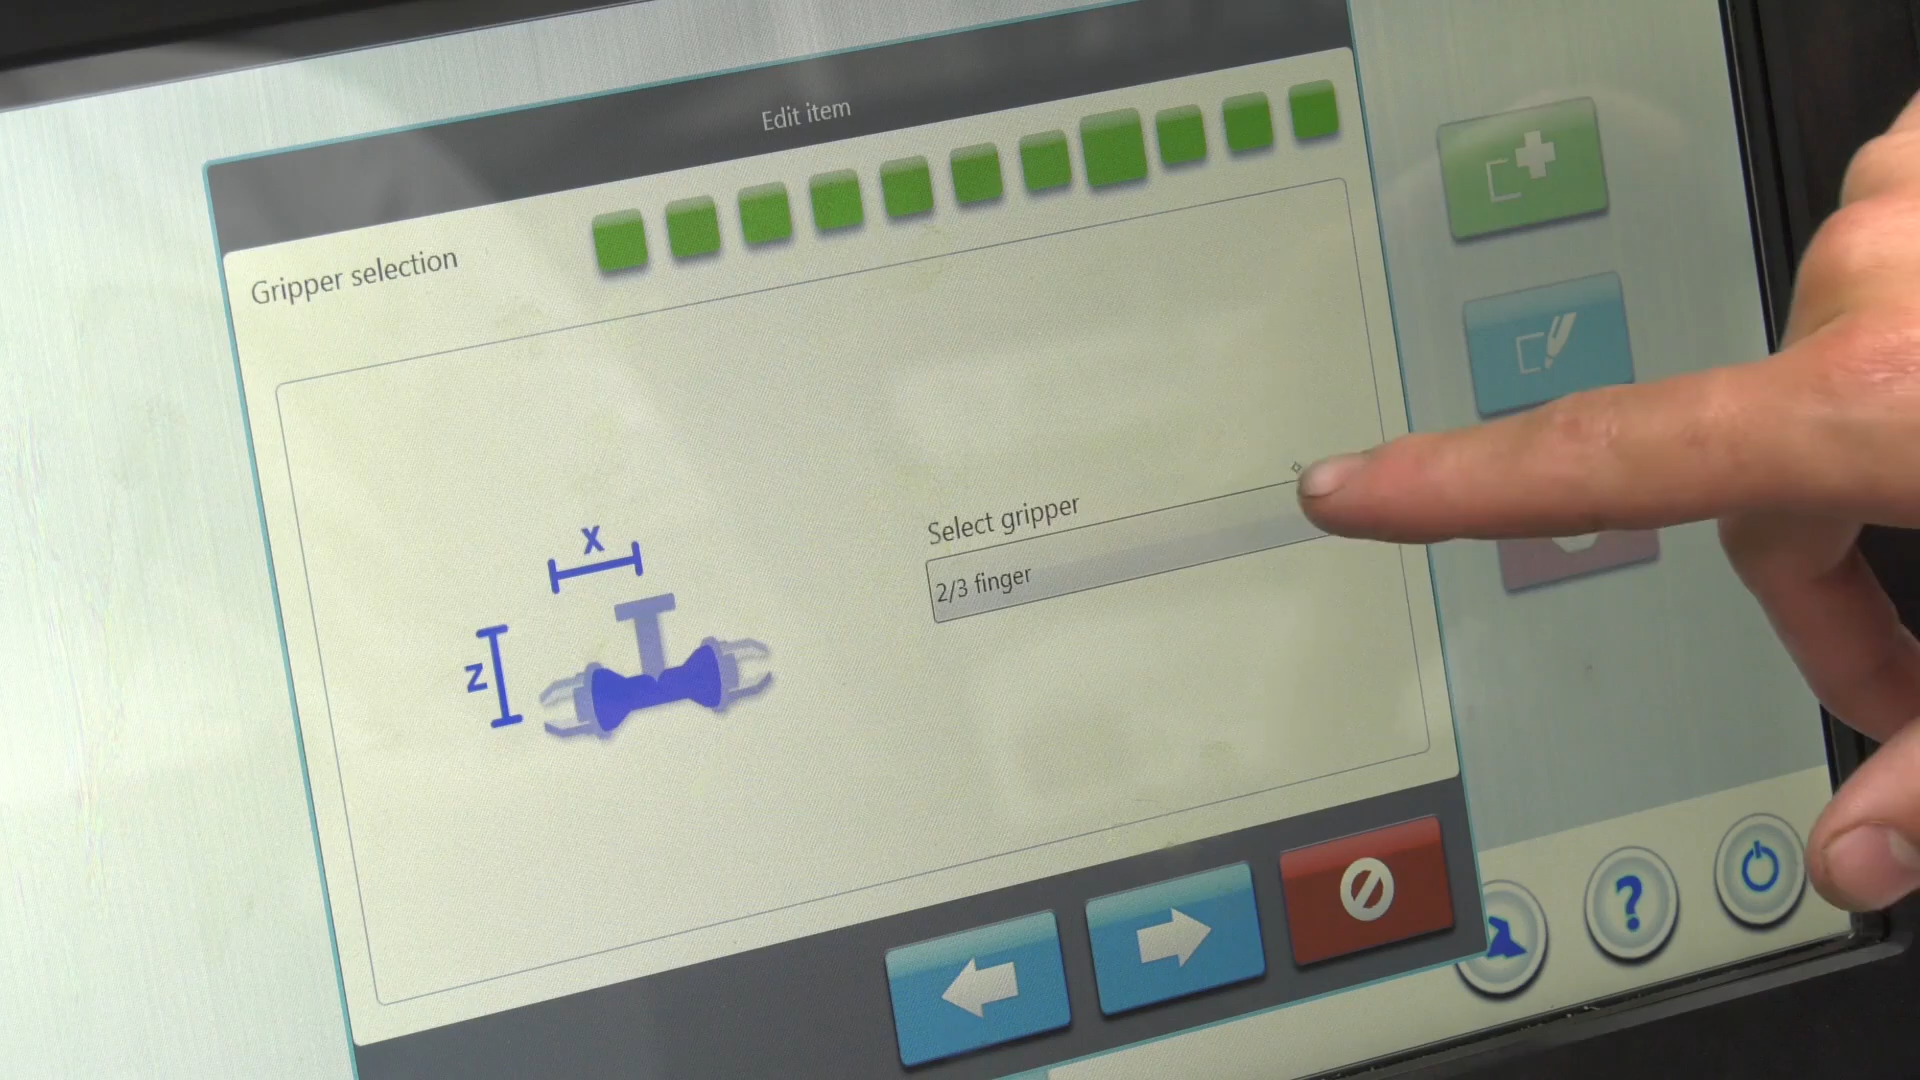 Edit item
Gripper selection
X
Z
Select gripper
2/3 finger
?